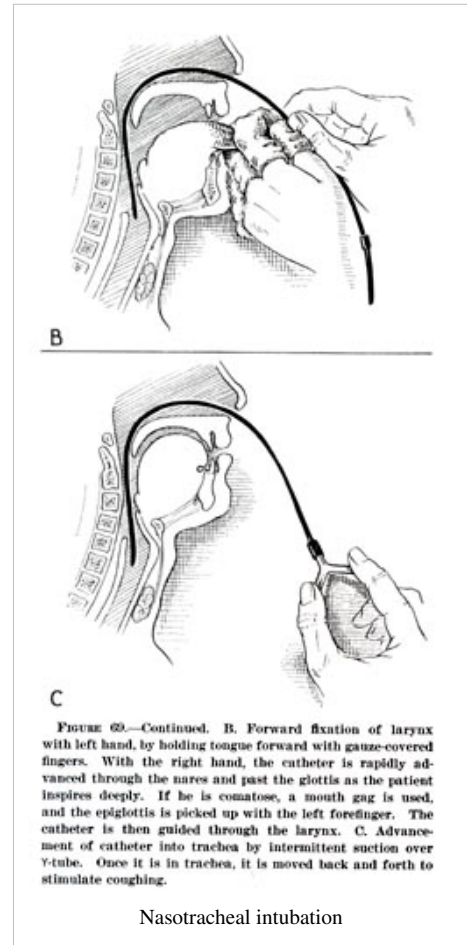 B
C
FIGURE 69.—Continued. B. Forward fixation of larynx
with left hand, by holding tongue forward with gauze-covered
fingers. With the right hand, the catheter is rapidly ad-
vanced through the nares and past the glottis as the patient
inspires deeply. If he is comatose, a mouth gag is used,
and the epiglottis is picked up with the left forefinger. The
catheter is then guided through the larynx. C. Advance-
ment of catheter into trachea by intermittent suction over
Y-tube. Once it is in trachea, it is moved back and forth to
stimulate coughing.
Nasotracheal intubation